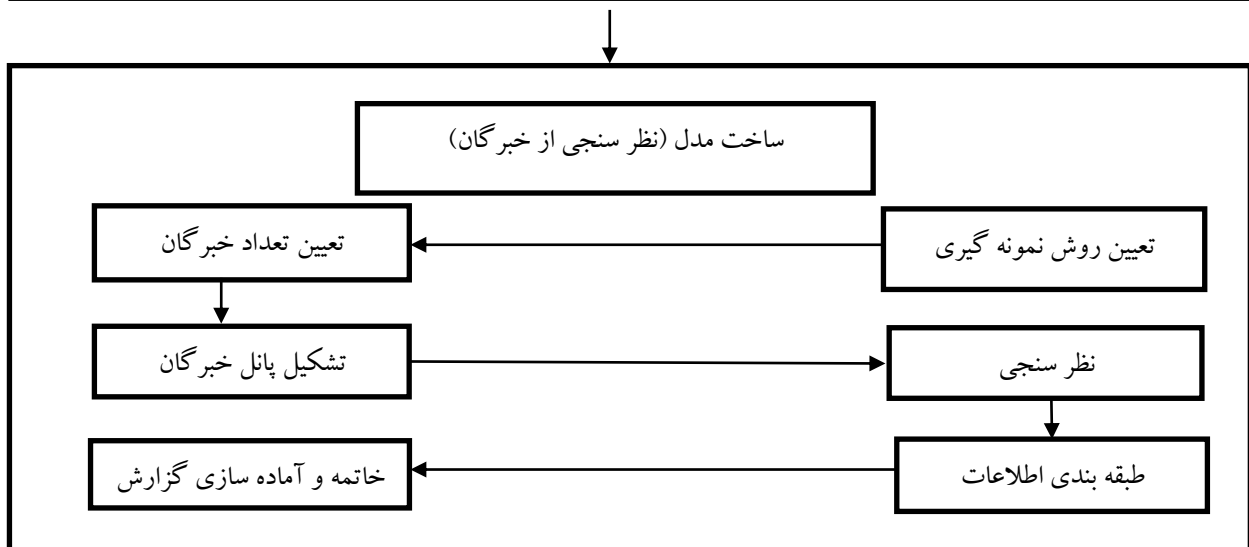 ساخت مدل (نظر سنجی از خبرگان)
تعیین روش نمونه گیری
تعیین تعداد خبرگان
تشکیل پانل خبرگان
نظر سنجی
طبقه بندی اطلاعات
خاتمه و آماده سازی گزارش